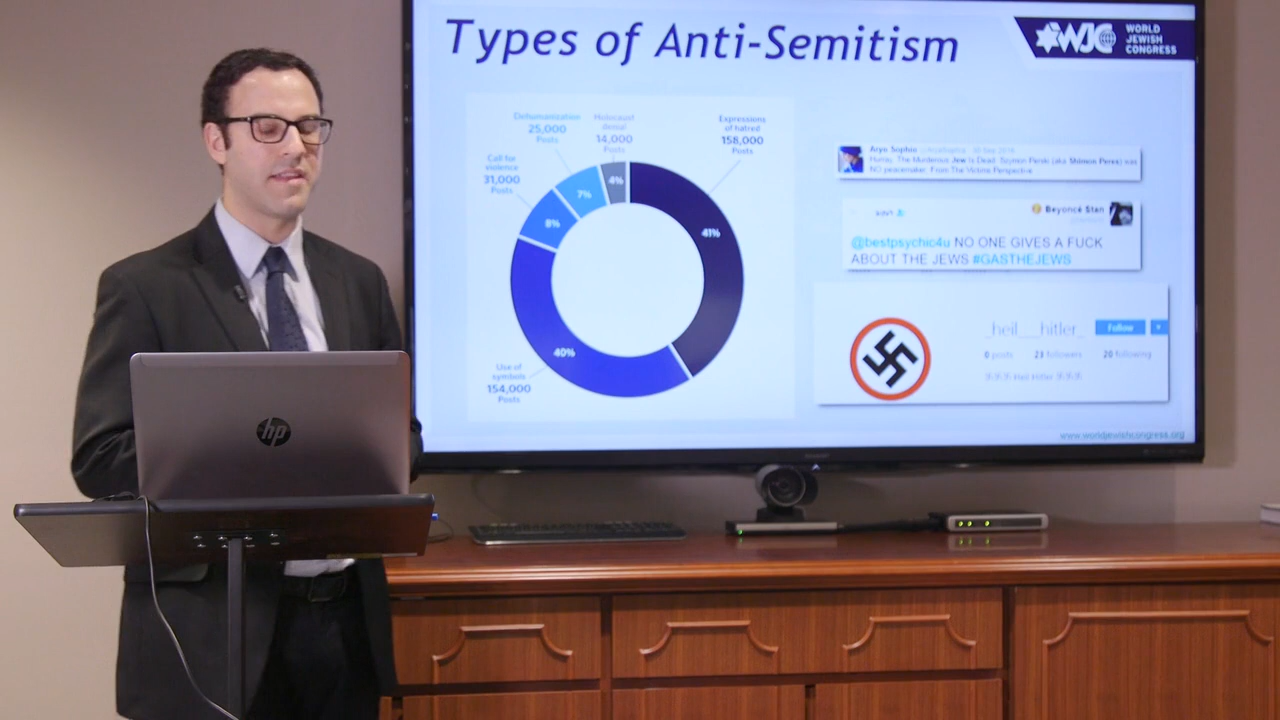 Types of Anti-Semitism
WJC
WORLD
JEWISH
CONGRESS
Dehumanization
25,000
Posts
Holocaust
denial
14,000
Posts
Expressions
of hatred
158,000
Posts
Call for
violence
31,000
Posts
4%
7%
8%
41%
40%
Use of
symbols
154,000
Posts
Hurray, The Murderous Jew Is Dead
(aka Shimon Peres) was
NO peacemaker. From The Victims Perspective.
Beyoncé Stan
@bestpsychic4u NO ONE GIVES A FUCK
ABOUT THE JEWS #GASTHEJEWS
_heil__hitler_
Follow
0 posts
23 followers
20 following
Heil Hitler
www.worldjewishcongress.org
hp